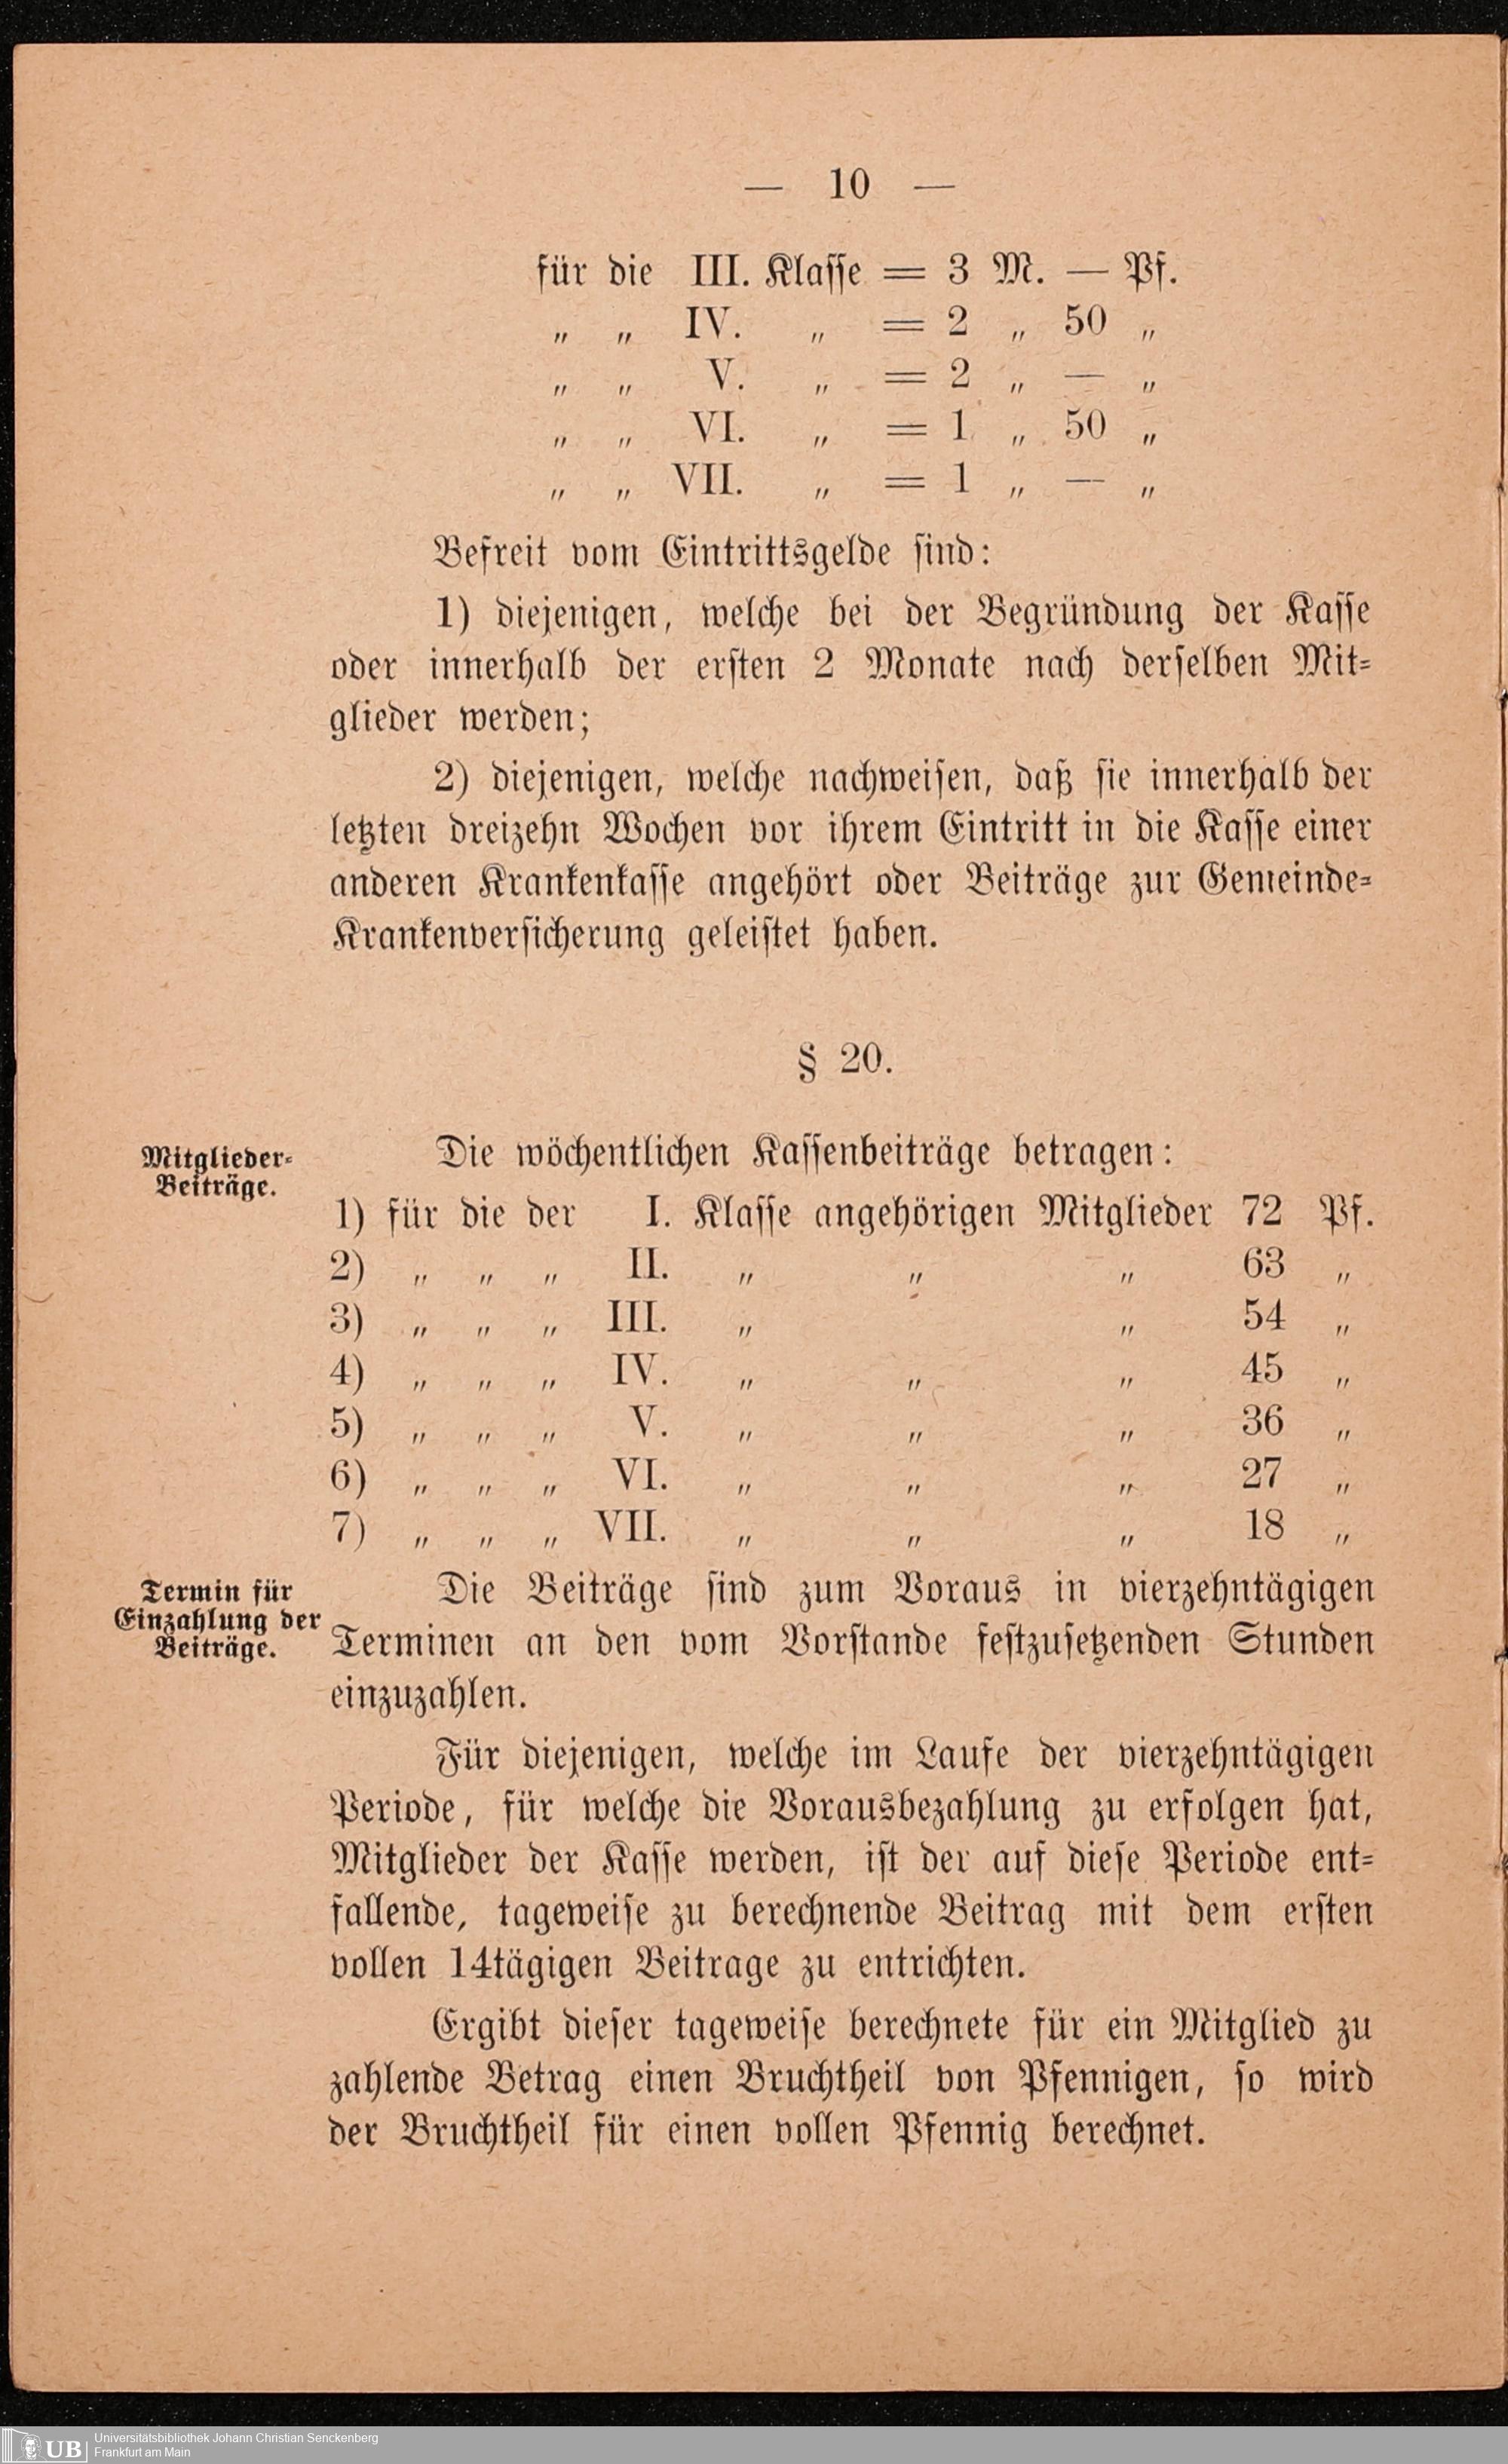 — 10 —
für die III. Klasse = 3 M. — Pf.
„ „ IV. „ = 2 „ 50 „
„ „ V. „ = 2 „ — „
„ „ VI. „ = 1 „ 50 „
„ „ VII. „ = 1 „ — „
Befreit vom Eintrittsgelde sind:
1) diejenigen, welche bei der Begründung der Kasse
oder innerhalb der ersten 2 Monate nach derselben Mit-
glieder werden;
2) diejenigen, welche nachweisen, daß sie innerhalb der
letzten dreizehn Wochen vor ihrem Eintritt in die Kasse einer
anderen Krankenkasse angehört oder Beiträge zur Gemeinde-
Krankenversicherung geleistet haben.
§ 20.
Mitglieder-
Beiträge.
Die wöchentlichen Kassenbeiträge betragen:
1) für die der I. Klasse angehörigen Mitglieder 72 Pf.
2) „ „ „ II. „ „ „ 63 „
3) „ „ „ III. „ „ 54 „
4) „ „ „ IV. „ „ „ 45 „
5) „ „ „ V. „ „ „ 36 „
6) „ „ „ VI. „ „ „ 27 „
7) „ „ „ VII. „ „ „ 18 „
Termin für
Einzahlung der
Beiträge.
Die Beiträge sind zum Voraus in vierzehntägigen
Terminen an den vom Vorstande festzusetzenden Stunden
einzuzahlen.
Für diejenigen, welche im Laufe der vierzehntägigen
Periode, für welche die Vorausbezahlung zu erfolgen hat,
Mitglieder der Kasse werden, ist der auf diese Periode ent-
fallende, tageweise zu berechnende Beitrag mit dem ersten
vollen 14tägigen Beitrage zu entrichten.
Ergibt dieser tageweise berechnete für ein Mitglied zu
zahlende Betrag einen Bruchtheil von Pfennigen, so wird
der Bruchtheil für einen vollen Pfennig berechnet.
UB Universitätsbibliothek Johann Christian Senckenberg
Frankfurt am Main